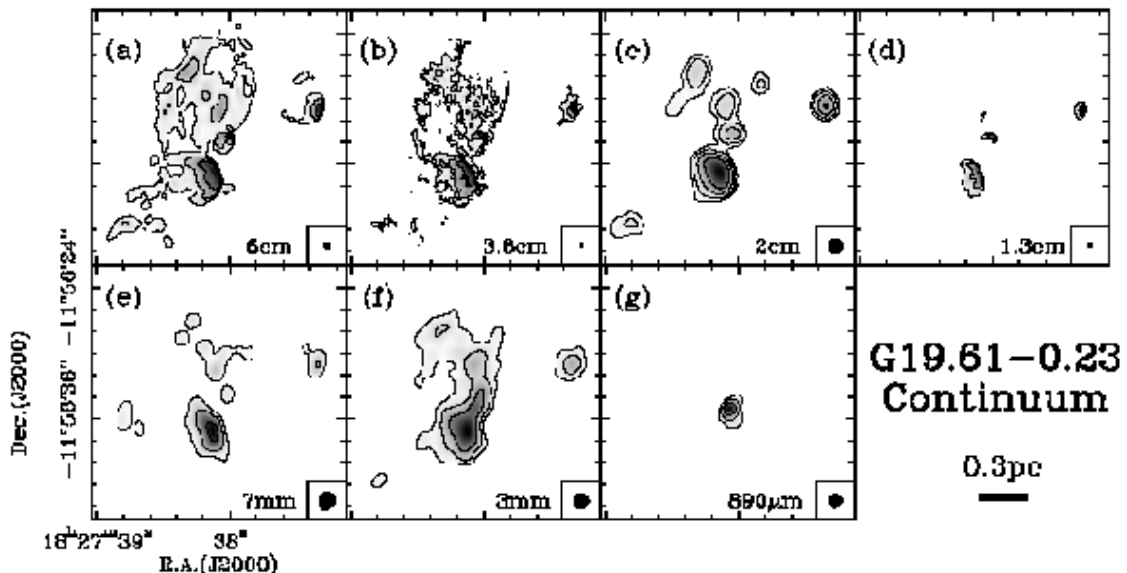 (a)
6cm
(b)
3.6cm
(c)
2cm
(d)
1.3cm
(e)
7mm
(f)
3mm
(g)
890μm
G19.61−0.23
Continuum
0.3pc
Dec.(J2000)
−11°56'24"
−11°56'36"
18ʰ27ᵐ39ˢ
38ˢ
R.A.(J2000)